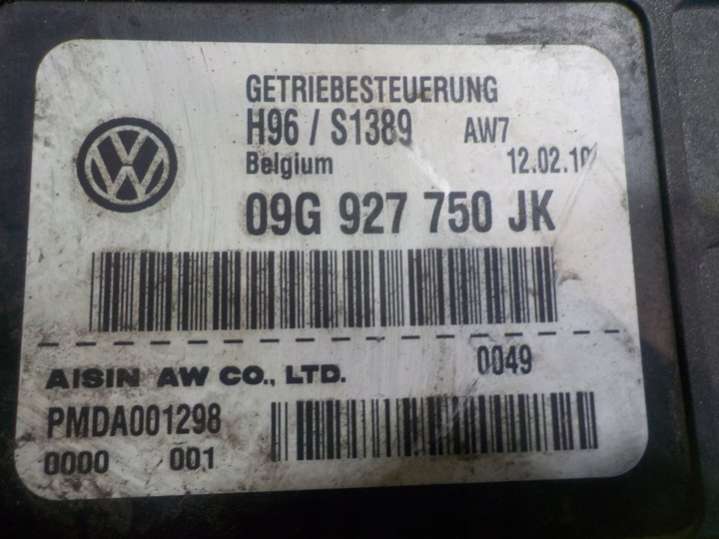 GETRIEBESTEUERUNG
H96 / S1389 AW7
Belgium 12.02.10
09G 927 750 JK
AISIN AW CO., LTD. 0049
PMDA001298
0000 001